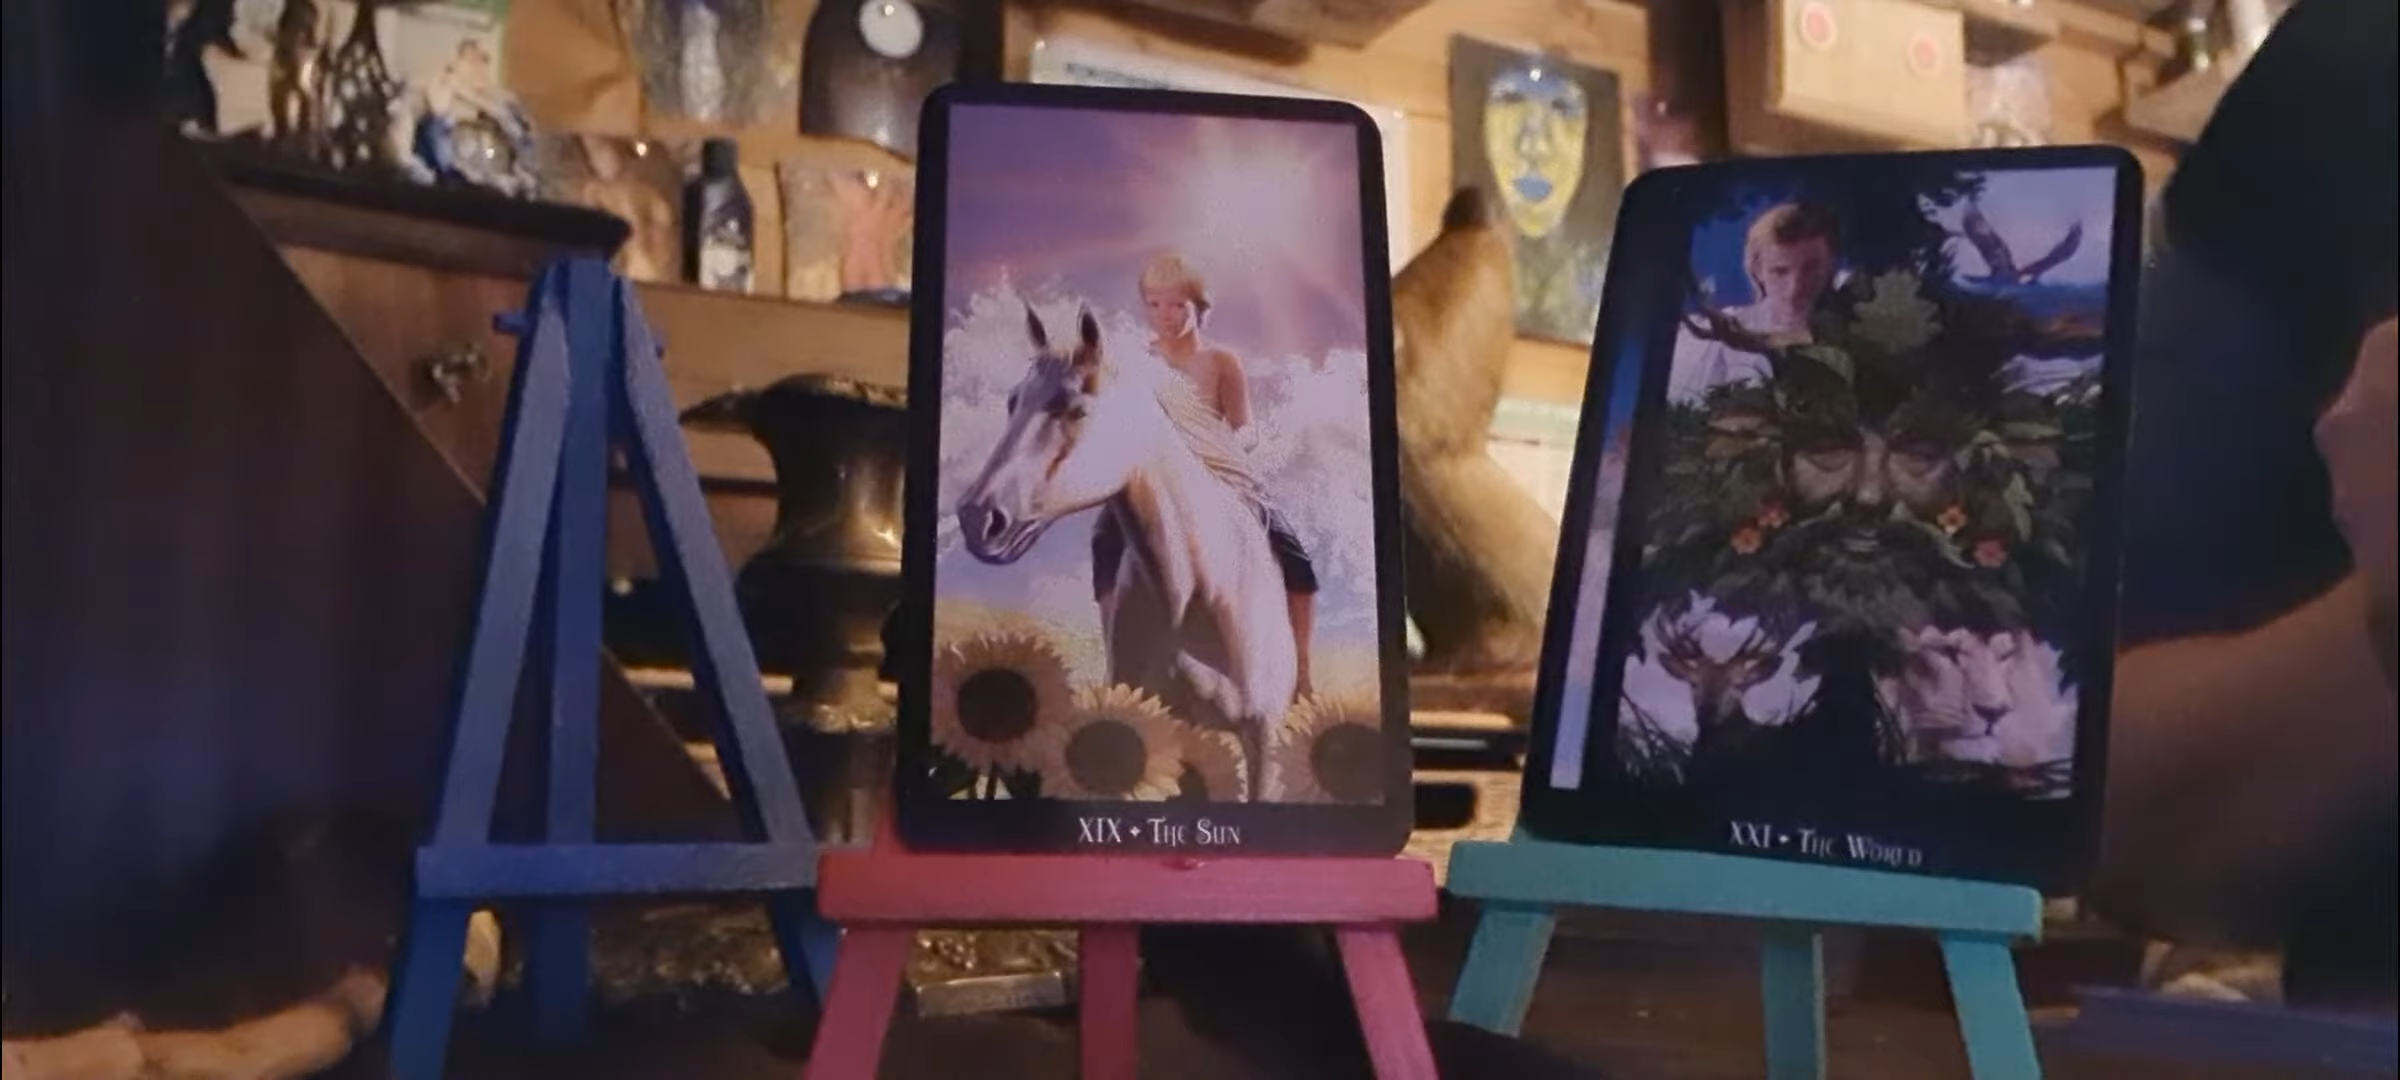 XIX • The Sun
XXI • The World